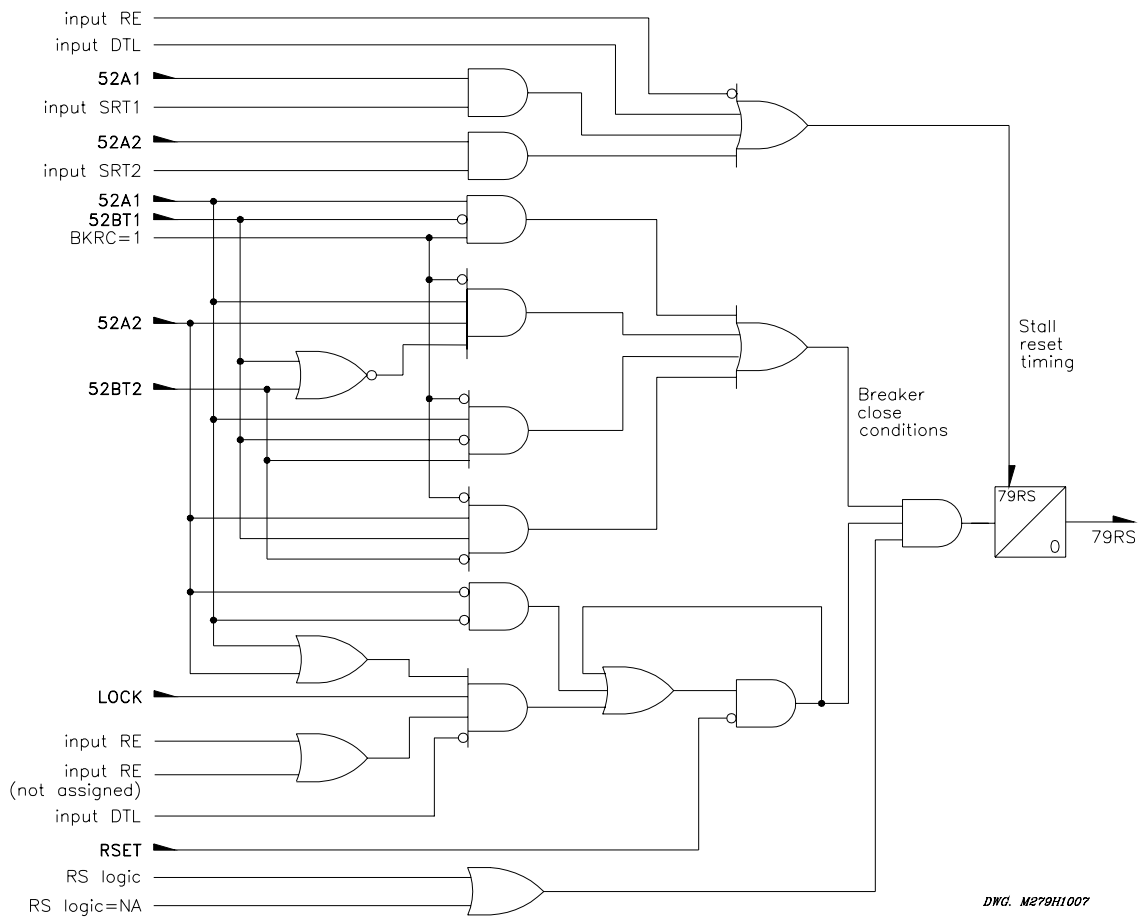 input RE
input DTL
52A1
input SRT1
52A2
input SRT2
52A1
52BT1
BKRC=1
52A2
52BT2
Stall
reset
timing
Breaker
close
conditions
79RS
0
79RS
LOCK
input RE
input RE
(not assigned)
input DTL
RSET
RS logic
RS logic=NA
DWG. M279H1007